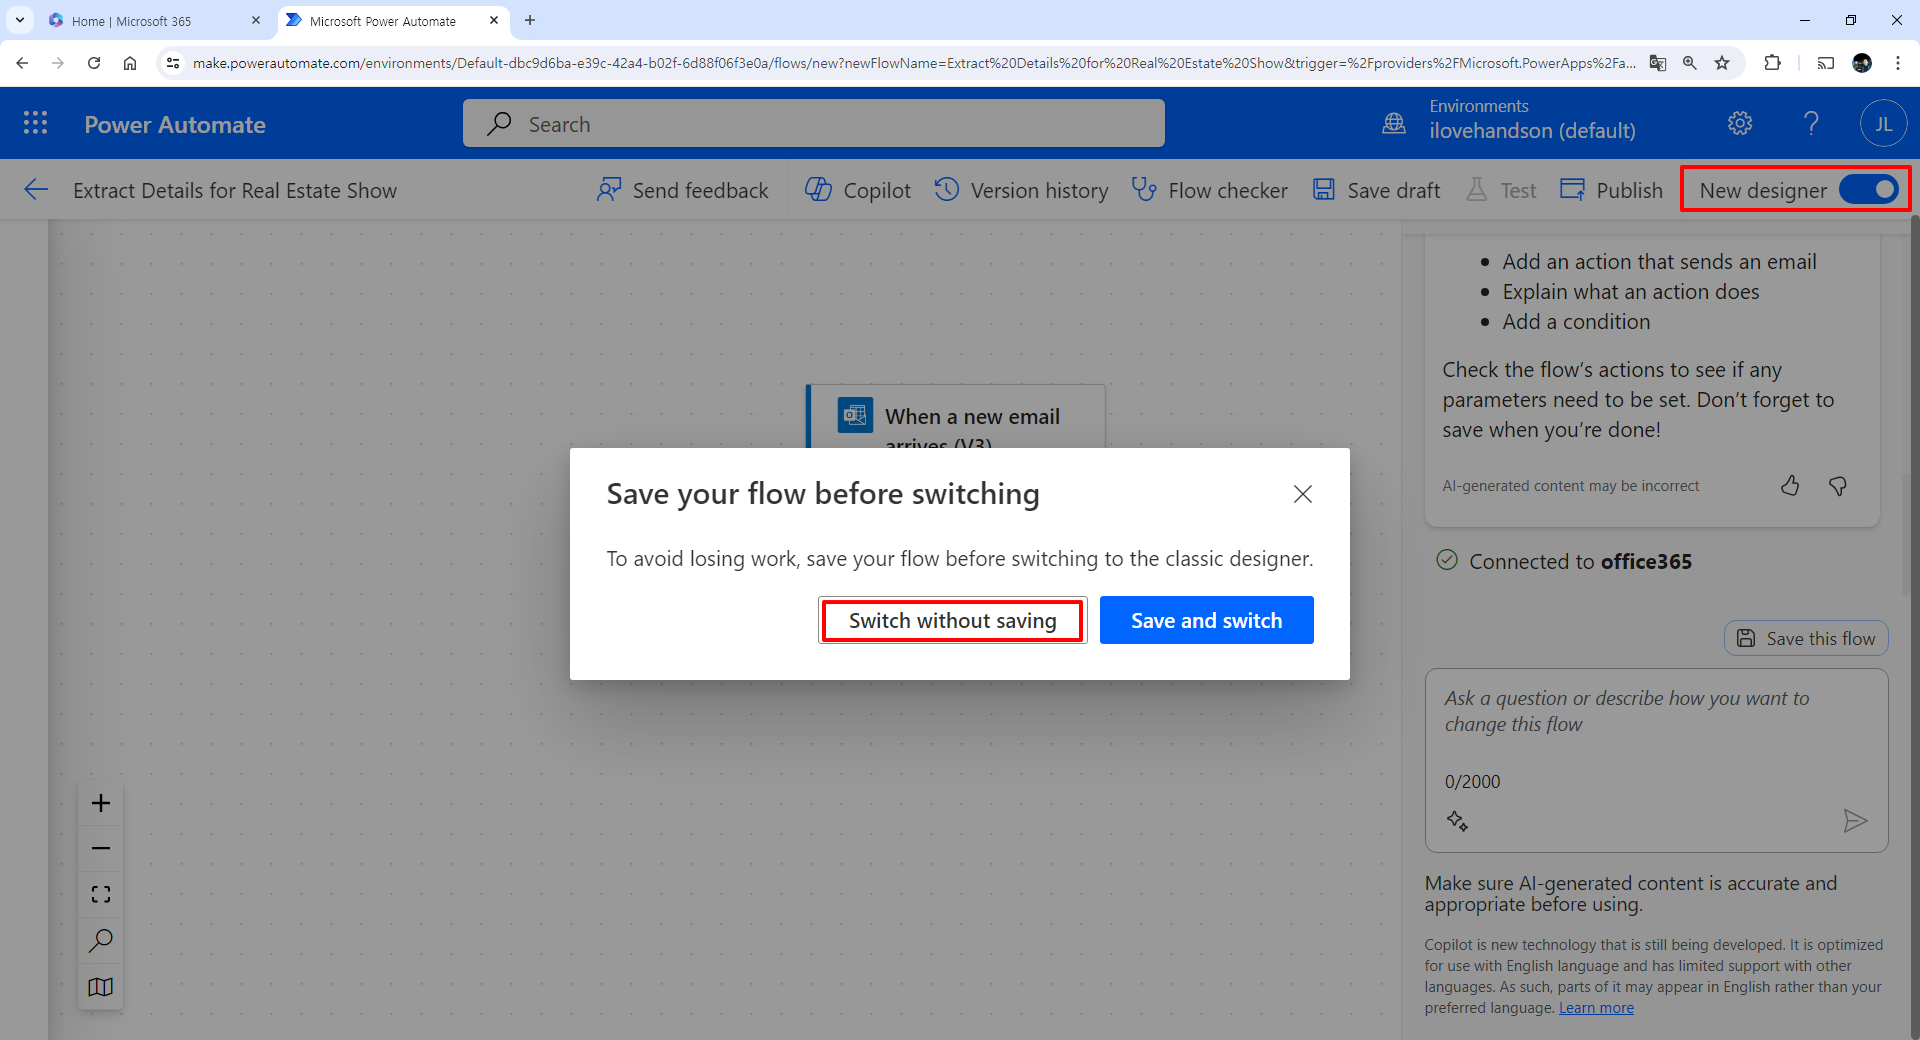 Home | Microsoft 365
Microsoft Power Automate
make.powerautomate.com/environments/Default-dbc9d6ba-e39c-42a4-b02f-6d88f06f3e0a/flows/new?newFlowName=Extract%20Details%20for%20Real%20Estate%20Show&trigger=%2Fproviders%2FMicrosoft.PowerApps%2Fa...
Power Automate
Search
Environments
ilovehandson (default)
?
JL
Extract Details for Real Estate Show
Send feedback
Copilot
Version history
Flow checker
Save draft
Test
Publish
New designer
When a new email
arrives (V3)
Save your flow before switching
To avoid losing work, save your flow before switching to the classic designer.
Switch without saving
Save and switch
• Add an action that sends an email
• Explain what an action does
• Add a condition
Check the flow’s actions to see if any
parameters need to be set. Don’t forget to
save when you’re done!
AI-generated content may be incorrect
Connected to office365
Save this flow
Ask a question or describe how you want to
change this flow
0/2000
Make sure AI-generated content is accurate and
appropriate before using.
Copilot is new technology that is still being developed. It is optimized
for use with English language and has limited support with other
languages. As such, parts of it may appear in English rather than your
preferred language. Learn more